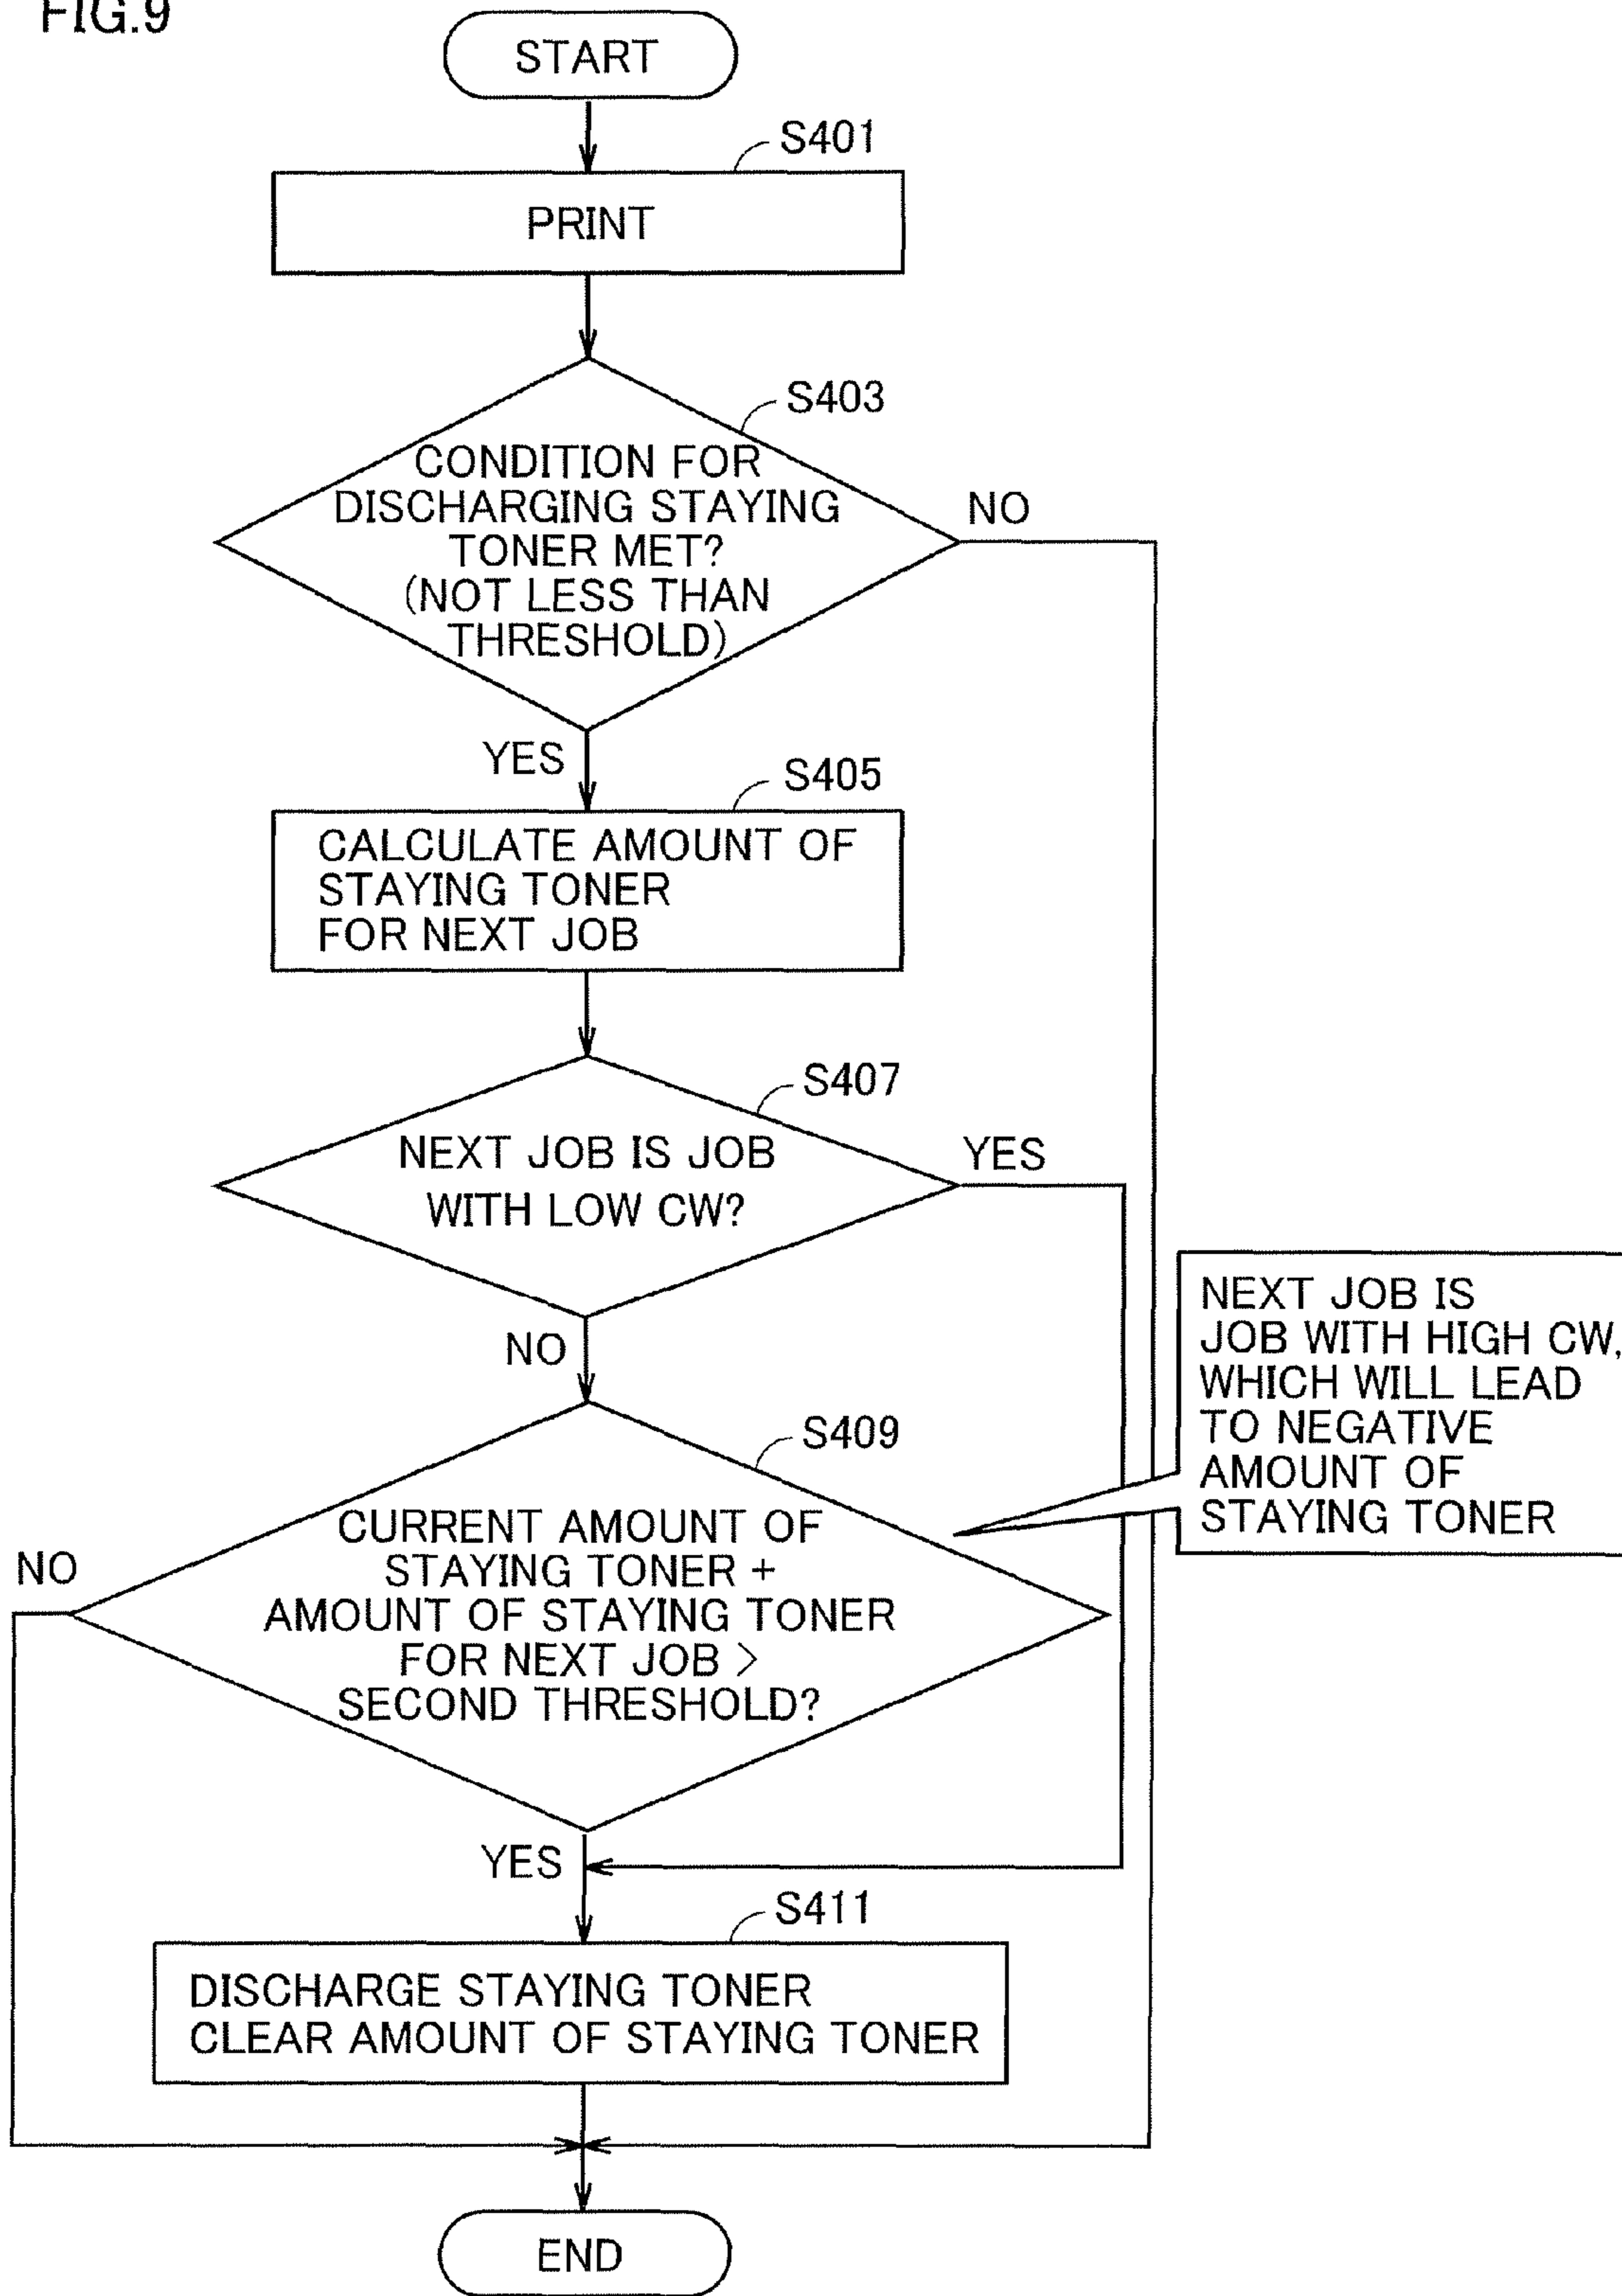 FIG.9
START
S401
PRINT
S403
CONDITION FOR
DISCHARGING STAYING
TONER MET?
(NOT LESS THAN
THRESHOLD)
NO
YES
S405
CALCULATE AMOUNT OF
STAYING TONER
FOR NEXT JOB
S407
NEXT JOB IS JOB
WITH LOW CW?
YES
NO
NEXT JOB IS
JOB WITH HIGH CW,
WHICH WILL LEAD
TO NEGATIVE
AMOUNT OF
STAYING TONER
S409
CURRENT AMOUNT OF
STAYING TONER +
AMOUNT OF STAYING TONER
FOR NEXT JOB >
SECOND THRESHOLD?
NO
YES
S411
DISCHARGE STAYING TONER
CLEAR AMOUNT OF STAYING TONER
END